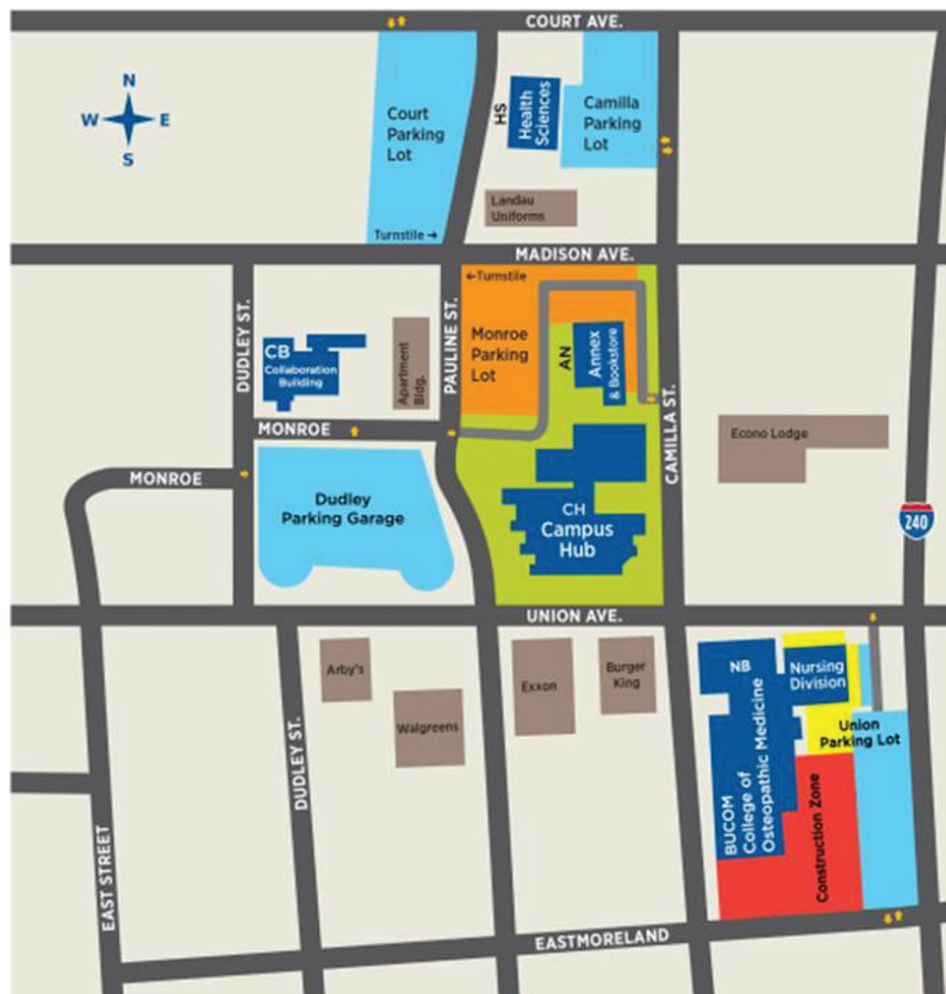 COURT AVE.
N
W E
S
Court
Parking
Lot
Turnstile →
HS
Health
Sciences
Camilla
Parking
Lot
Landau
Uniforms
MADISON AVE.
DUDLEY ST.
CB
Collaboration
Building
Apartment
Bldg.
PAULINE ST.
←Turnstile
Monroe
Parking
Lot
AN
Annex
& Bookstore
CAMILLA ST.
MONROE
MONROE
Dudley
Parking Garage
CH
Campus
Hub
Econo Lodge
240
UNION AVE.
Arby's
Walgreens
Exxon
Burger
King
NB
Nursing
Division
BUCOM
College of
Osteopathic Medicine
Union
Parking Lot
Construction Zone
DUDLEY ST.
EAST STREET
EASTMORELAND